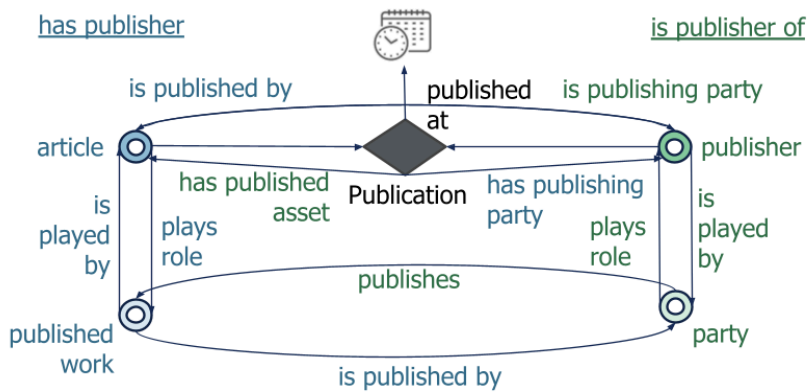 has publisher
is publisher of
is published by
published
at
is publishing party
article
publisher
has published
asset
Publication
has publishing
party
is
played
by
plays
role
plays
role
is
played
by
publishes
published
work
party
is published by